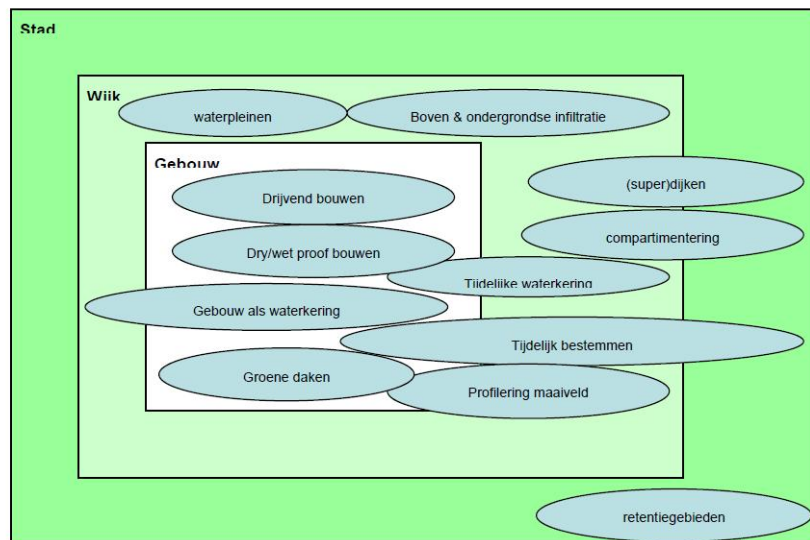 Stad
Wijk
waterpleinen
Boven & ondergrondse infiltratie
Gebouw
Drijvend bouwen
(super)dijken
Dry/wet proof bouwen
compartimentering
Tijdelijke waterkering
Gebouw als waterkering
Tijdelijk bestemmen
Groene daken
Profilering maaiveld
retentiegebieden